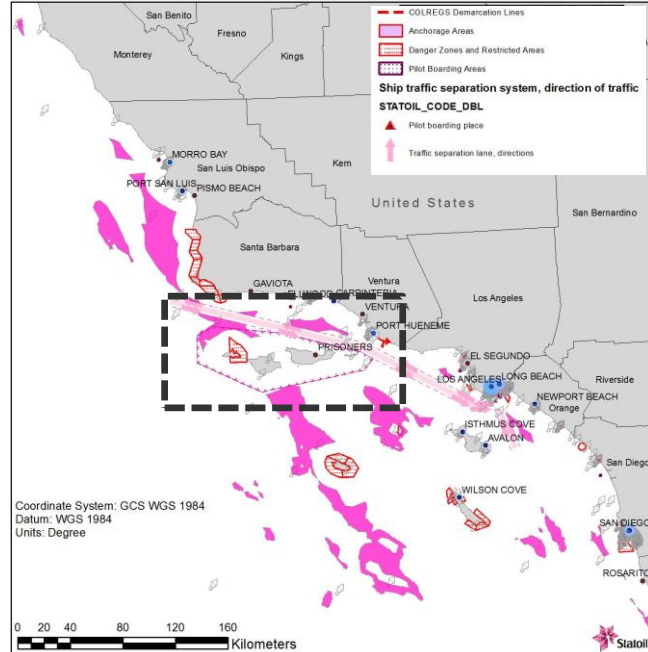 San Benito
Fresno
Monterey
Kings
COLREGS Demarcation Lines
Anchorage Areas
Danger Zones and Restricted Areas
Pilot Boarding Areas
Ship traffic separation system, direction of traffic
STATOIL_CODE_DBL
Pilot boarding place
Traffic separation lane, directions
MORRO BAY
San Luis Obispo
Kern
PORT SAN LUIS
PISMO BEACH
United States
San Bernardino
Santa Barbara
GAVIOTA
Ventura
CARPINTERIA
Los Angeles
VENTURA
PORT HUENEME
PRISONERS
EL SEGUNDO
LOS ANGELES
LONG BEACH
Riverside
NEWPORT BEACH
Orange
ISTHMUS COVE
AVALON
San Diego
WILSON COVE
Coordinate System: GCS WGS 1984
Datum: WGS 1984
Units: Degree
SAN DIEGO
ROSARITO
0 10 20 40 80 120 160
Kilometers
Statoil